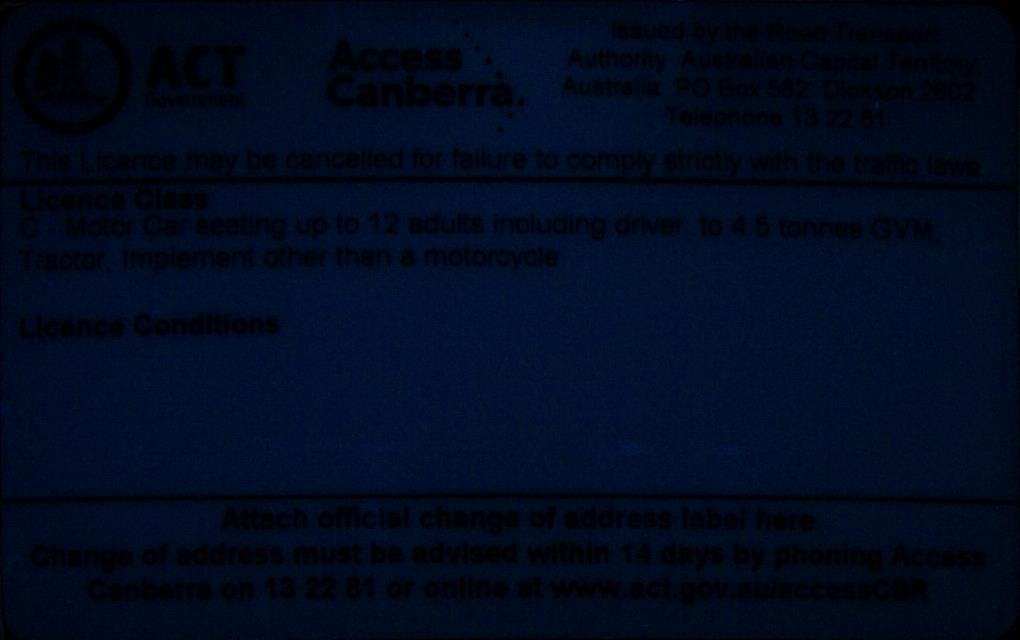 ACT
Government
Access
Canberra.
Issued by the Road Transport
Authority Australian Capital Territory
Australia PO Box 582 Dickson 2602
Telephone 13 22 81
This Licence may be cancelled for failure to comply strictly with the traffic laws
Licence Class
C - Motor Car seating up to 12 adults including driver, to 4.5 tonnes GVM,
Tractor, Implement other than a motorcycle
Licence Conditions
Attach official change of address label here.
Change of address must be advised within 14 days by phoning Access
Canberra on 13 22 81 or online at www.act.gov.au/accessCBR